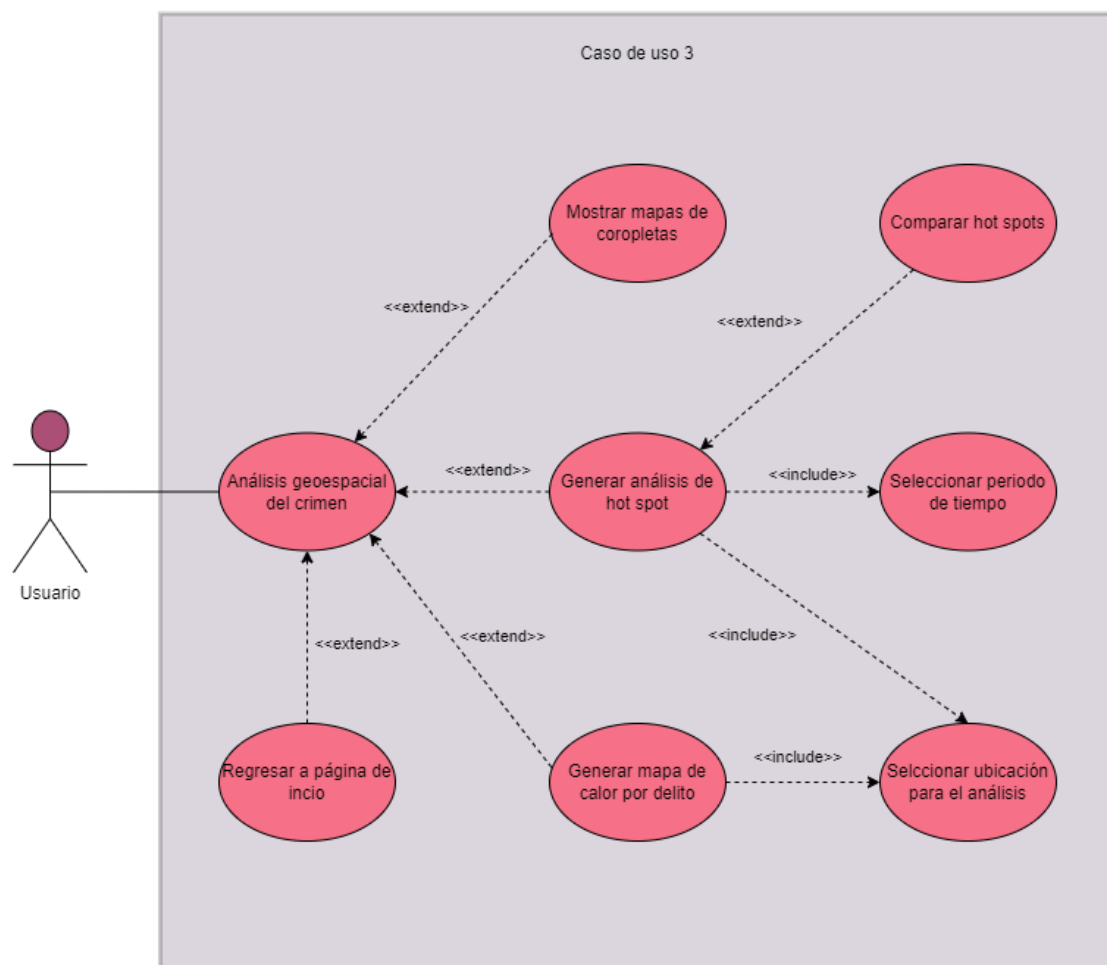 Caso de uso 3
Mostrar mapas de
coropletas
Comparar hot spots
<<extend>>
<<extend>>
Análisis geoespacial
del crimen
<<extend>>
Generar análisis de
hot spot
<<include>>
Seleccionar periodo
de tiempo
Usuario
<<extend>>
<<extend>>
<<include>>
Regresar a página de
incio
Generar mapa de
calor por delito
<<include>>
Selccionar ubicación
para el análisis